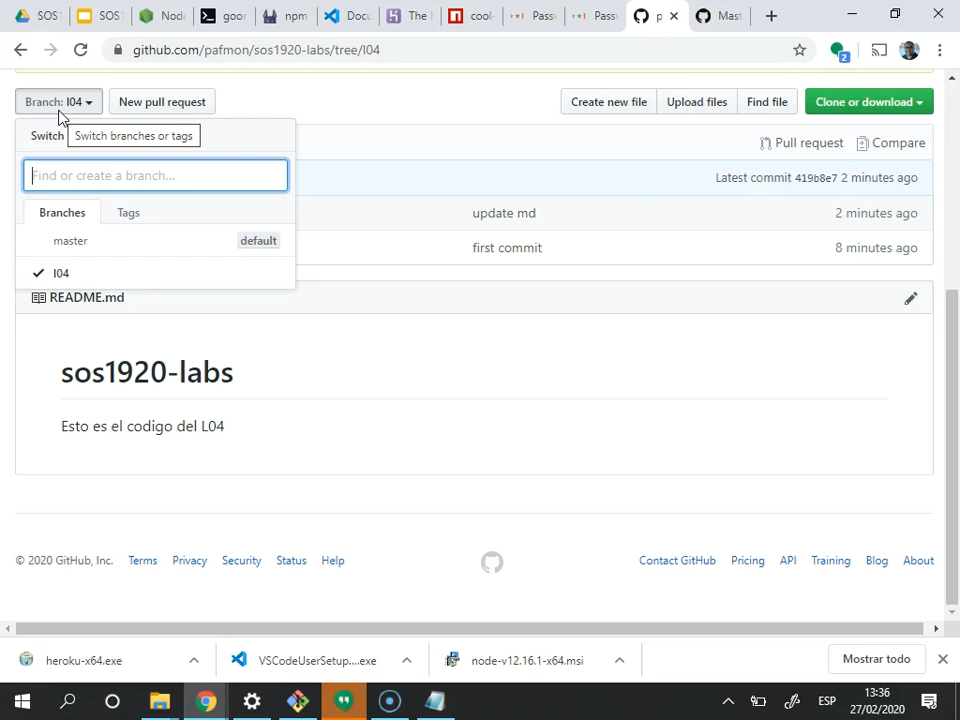 SOS'
SOS
Node
goor
npm
Docu
The
cool-
Pass
Pass
p
Mast
github.com/pafmon/sos1920-labs/tree/l04
2
Branch: l04
New pull request
Create new file
Upload files
Find file
Clone or download
Switch
Switch branches or tags
Pull request
Compare
Find or create a branch...
Latest commit 419b8e7 2 minutes ago
Branches
Tags
update md
2 minutes ago
master
default
first commit
8 minutes ago
l04
README.md
sos1920-labs
Esto es el codigo del L04
© 2020 GitHub, Inc.
Terms
Privacy
Security
Status
Help
Contact GitHub
Pricing
API
Training
Blog
About
heroku-x64.exe
VSCodeUserSetup....exe
node-v12.16.1-x64.msi
Mostrar todo
ESP
13:36
27/02/2020